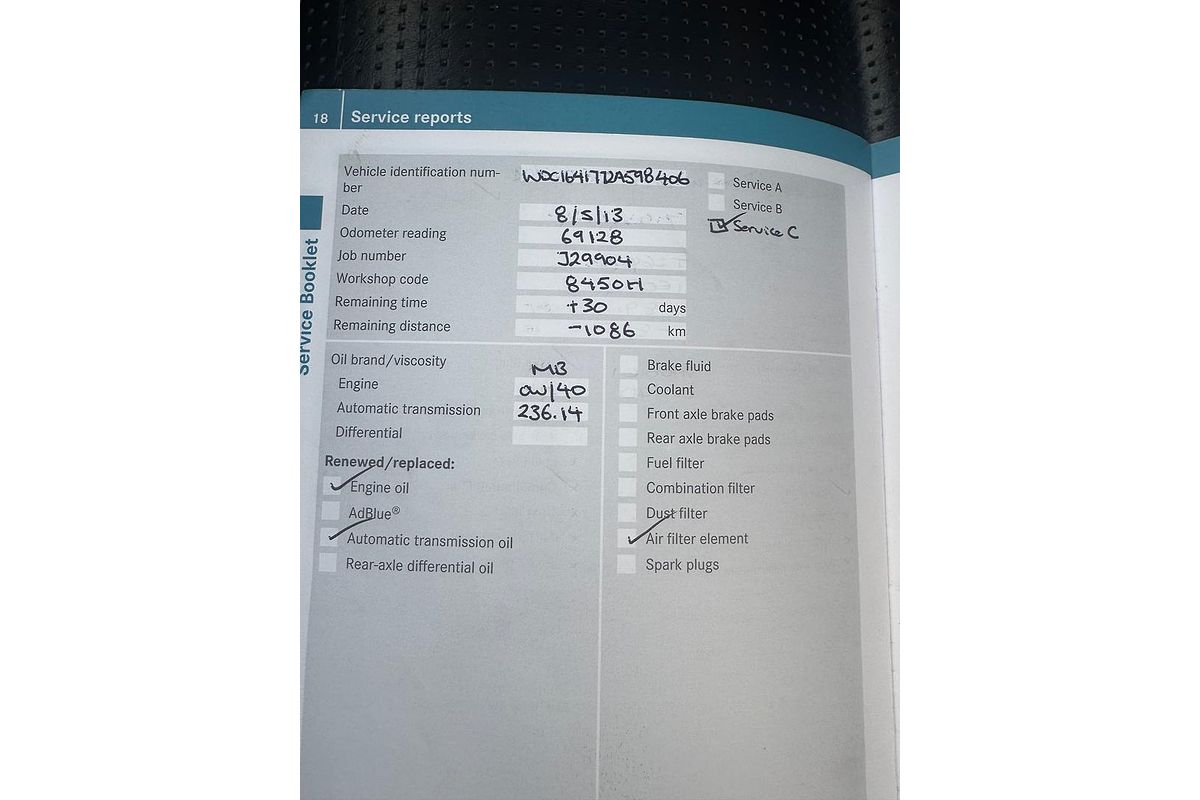 18 Service reports
Service Booklet
Vehicle identification num-
ber WDC1641772A598406
Date 8/5/13
Odometer reading 69128
Job number J29904
Workshop code 8450H
Remaining time +30 days
Remaining distance -1086 km
Service A
Service B
Service C
Oil brand/viscosity MB
Engine 0W/40
Automatic transmission 236.14
Differential
Renewed/replaced:
Engine oil
AdBlue®
Automatic transmission oil
Rear-axle differential oil
Brake fluid
Coolant
Front axle brake pads
Rear axle brake pads
Fuel filter
Combination filter
Dust filter
Air filter element
Spark plugs